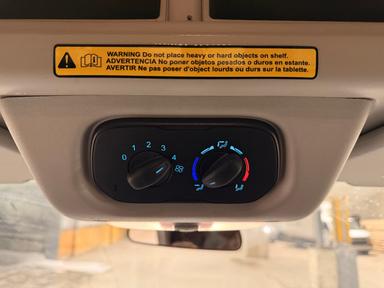 WARNING Do not place heavy or hard objects on shelf.
ADVERTENCIA No poner objetos pesados o duros en estante.
AVERTIR Ne pas poser d'object lourds ou durs sur la tablette.
0 1 2 3 4